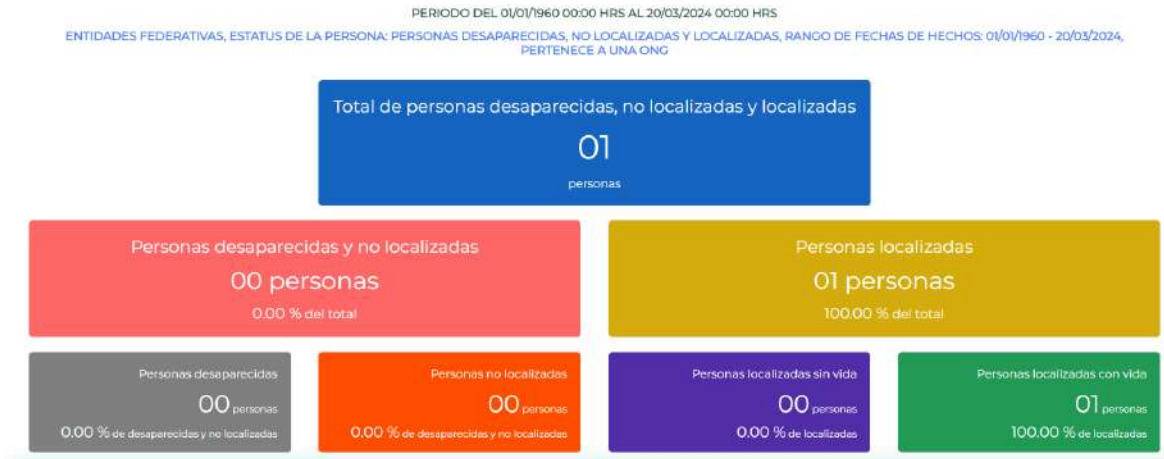 PERIODO DEL 01/01/1960 00:00 HRS AL 20/03/2024 00:00 HRS
ENTIDADES FEDERATIVAS, ESTATUS DE LA PERSONA: PERSONAS DESAPARECIDAS, NO LOCALIZADAS Y LOCALIZADAS, RANGO DE FECHAS DE HECHOS: 01/01/1960 - 20/03/2024,
PERTENECE A UNA ONG
Total de personas desaparecidas, no localizadas y localizadas
01
personas
Personas desaparecidas y no localizadas
00 personas
0.00 % del total
Personas localizadas
01 personas
100.00 % del total
Personas desaparecidas
00 personas
0.00 % de desaparecidas y no localizadas
Personas no localizadas
00 personas
0.00 % de desaparecidas y no localizadas
Personas localizadas sin vida
00 personas
0.00 % de localizadas
Personas localizadas con vida
01 personas
100.00 % de localizadas